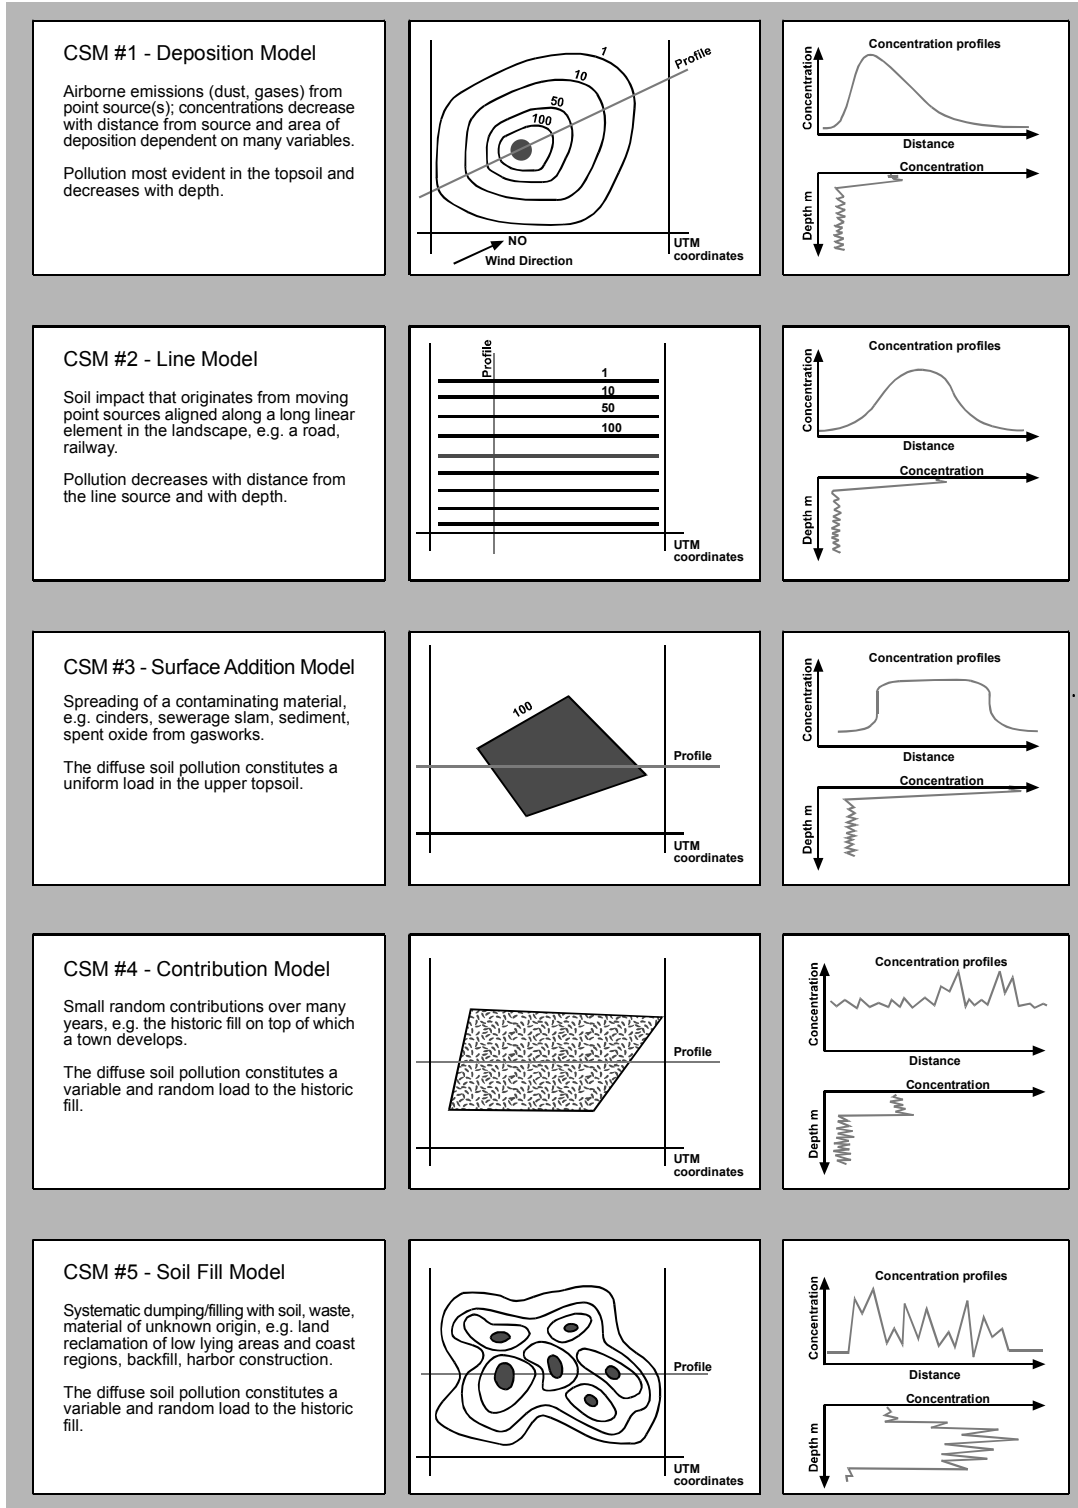 CSM #1 - Deposition Model
Airborne emissions (dust, gases) from
point source(s); concentrations decrease
with distance from source and area of
deposition dependent on many variables.
Pollution most evident in the topsoil and
decreases with depth.
1
10
50
100
Profile
NO
Wind Direction
UTM
coordinates
Concentration profiles
Concentration
Distance
Concentration
Depth m
CSM #2 - Line Model
Soil impact that originates from moving
point sources aligned along a long linear
element in the landscape, e.g. a road,
railway.
Pollution decreases with distance from
the line source and with depth.
Profile
1
10
50
100
UTM
coordinates
Concentration profiles
Concentration
Distance
Concentration
Depth m
CSM #3 - Surface Addition Model
Spreading of a contaminating material,
e.g. cinders, sewerage slam, sediment,
spent oxide from gasworks.
The diffuse soil pollution constitutes a
uniform load in the upper topsoil.
100
Profile
UTM
coordinates
Concentration profiles
Concentration
Distance
Concentration
Depth m
CSM #4 - Contribution Model
Small random contributions over many
years, e.g. the historic fill on top of which
a town develops.
The diffuse soil pollution constitutes a
variable and random load to the historic
fill.
Profile
UTM
coordinates
Concentration profiles
Concentration
Distance
Concentration
Depth m
CSM #5 - Soil Fill Model
Systematic dumping/filling with soil, waste,
material of unknown origin, e.g. land
reclamation of low lying areas and coast
regions, backfill, harbor construction.
The diffuse soil pollution constitutes a
variable and random load to the historic
fill.
Profile
UTM
coordinates
Concentration profiles
Concentration
Distance
Concentration
Depth m